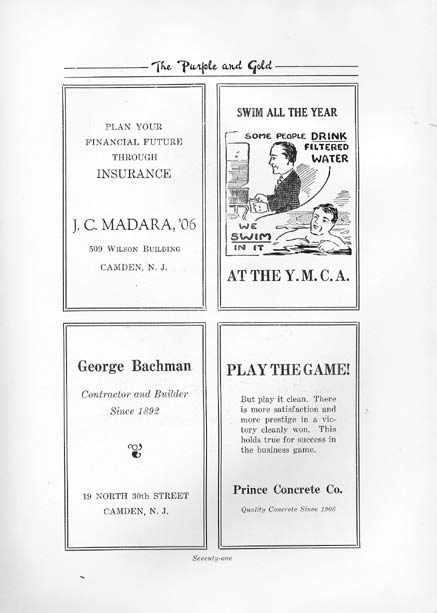 The Purple and Gold
PLAN YOUR
FINANCIAL FUTURE
THROUGH
INSURANCE
J. C. MADARA, '06
509 WILSON BUILDING
CAMDEN, N. J.
SWIM ALL THE YEAR
SOME PEOPLE DRINK
FILTERED
WATER
WE
SWIM
IN IT
AT THE Y. M. C. A.
George Bachman
Contractor and Builder
Since 1892
19 NORTH 30th STREET
CAMDEN, N. J.
PLAY THE GAME!
But play it clean. There
is more satisfaction and
more prestige in a vic-
tory cleanly won. This
holds true for success in
the business game.
Prince Concrete Co.
Quality Concrete Since 1906
Seventy-one